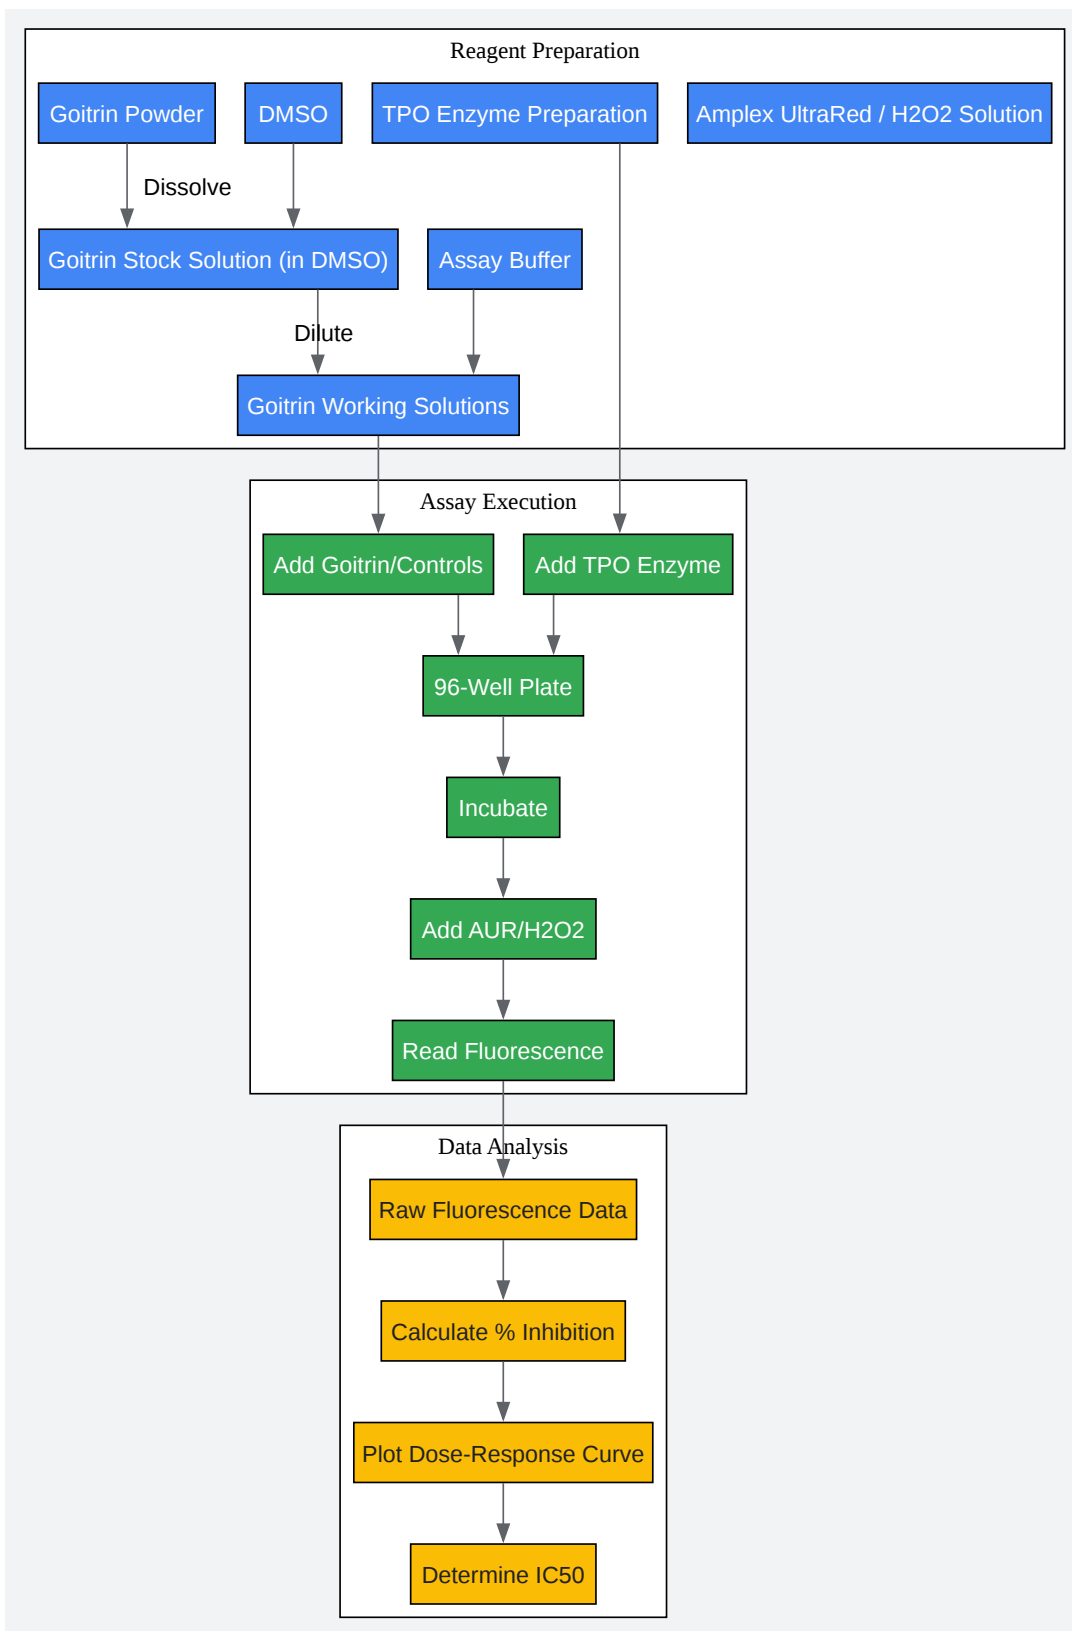 Reagent Preparation
Goitrin Powder
DMSO
TPO Enzyme Preparation
Amplex UltraRed / H2O2 Solution
Dissolve
Goitrin Stock Solution (in DMSO)
Assay Buffer
Dilute
Goitrin Working Solutions
Assay Execution
Add Goitrin/Controls
Add TPO Enzyme
96-Well Plate
Incubate
Add AUR/H2O2
Read Fluorescence
Data Analysis
Raw Fluorescence Data
Calculate % Inhibition
Plot Dose-Response Curve
Determine IC50